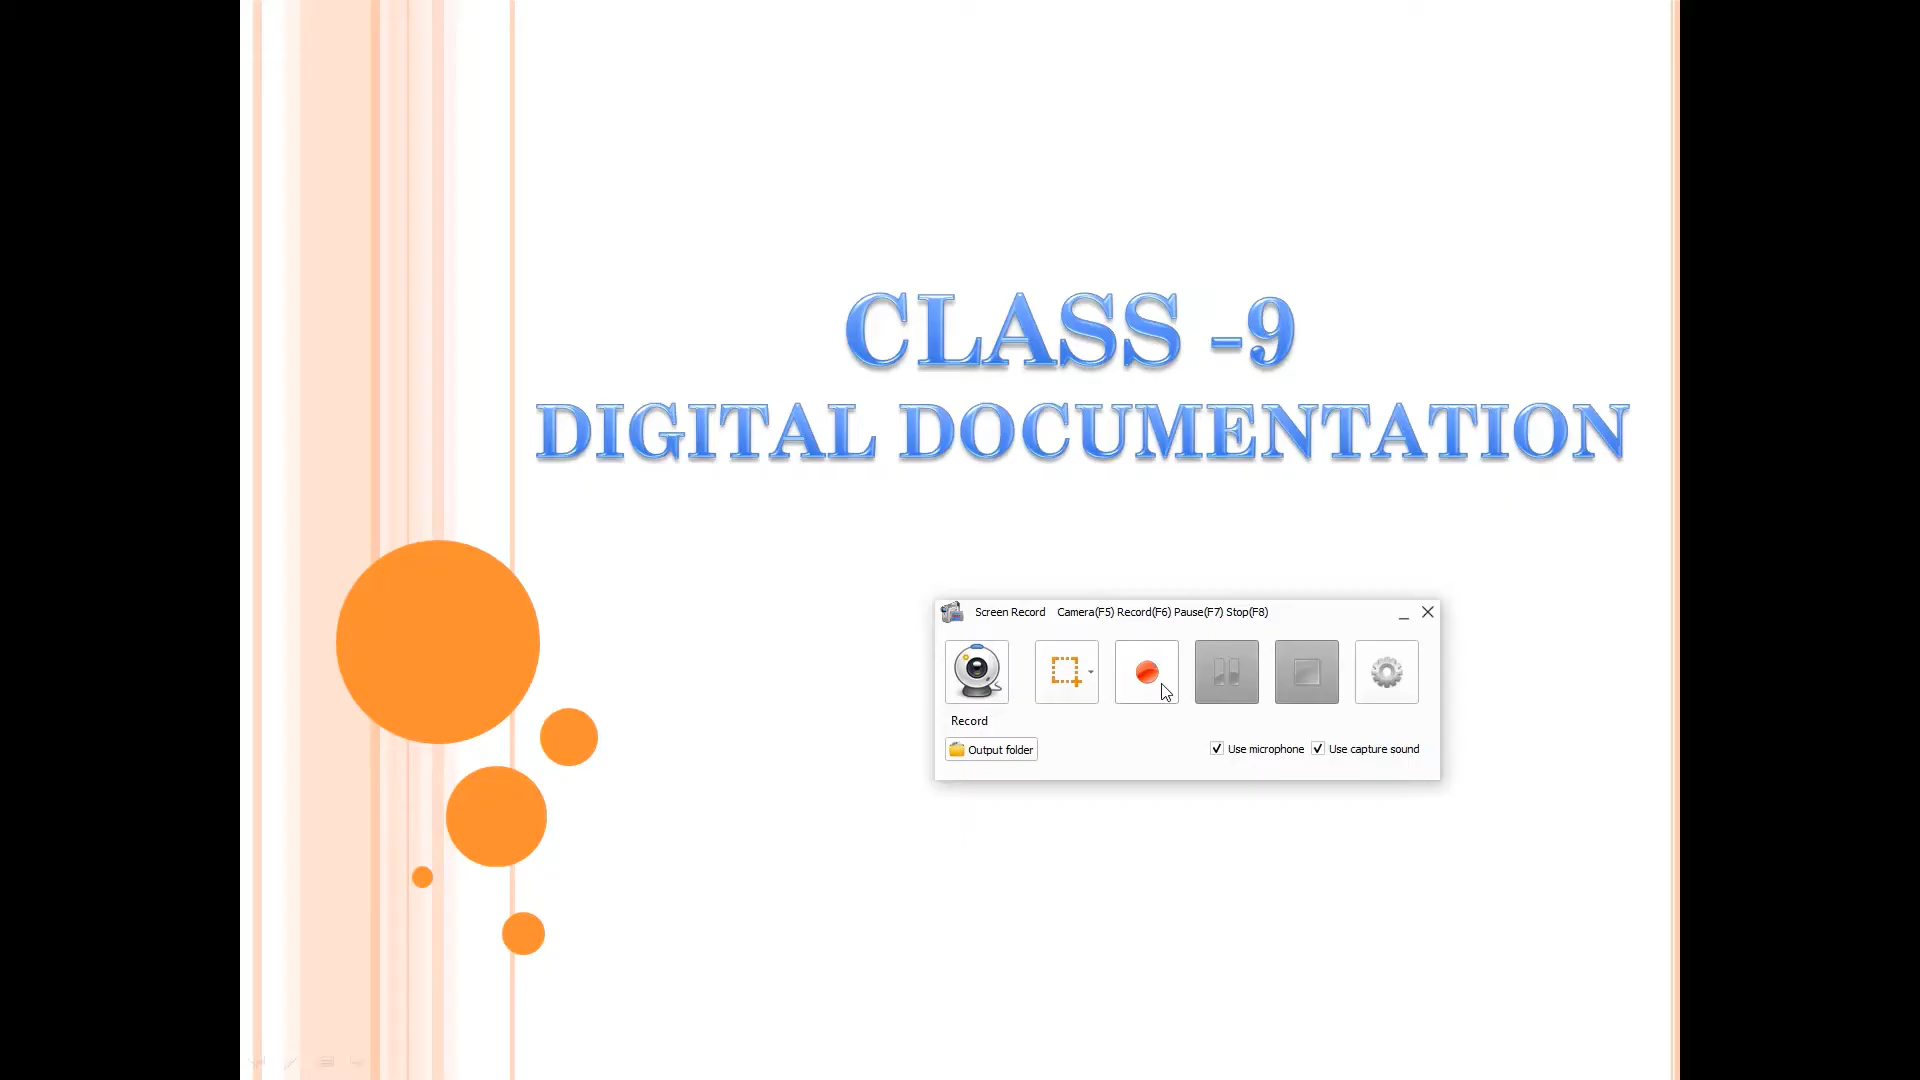 CLASS -9
DIGITAL DOCUMENTATION
Screen Record Camera(F5) Record(F6) Pause(F7) Stop(F8)
Record
Output folder
Use microphone
Use capture sound